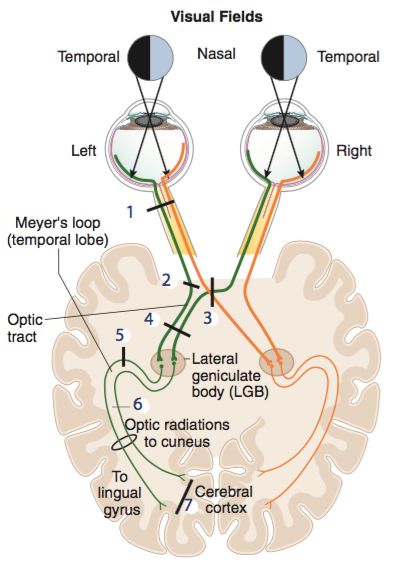 Visual Fields
Temporal
Nasal
Temporal
Left
Right
1
Meyer's loop
(temporal lobe)
2
3
Optic
tract
4
5
Lateral
geniculate
body (LGB)
6
Optic radiations
to cuneus
To
lingual
gyrus
7
Cerebral
cortex